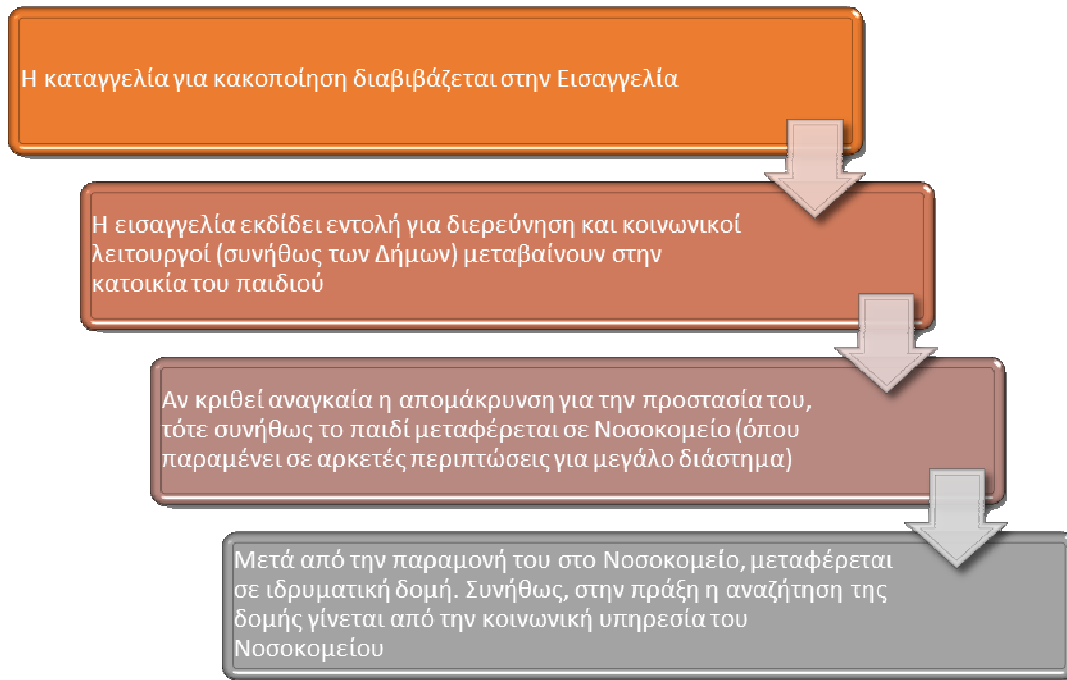 Η καταγγελία για κακοποίηση διαβιβάζεται στην Εισαγγελία
Η εισαγγελία εκδίδει εντολή για διερεύνηση και κοινωνικοί
λειτουργοί (συνήθως των Δήμων) μεταβαίνουν στην
κατοικία του παιδιού
Αν κριθεί αναγκαία η απομάκρυνση για την προστασία του,
τότε συνήθως το παιδί μεταφέρεται σε Νοσοκομείο (όπου
παραμένει σε αρκετές περιπτώσεις για μεγάλο διάστημα)
Μετά από την παραμονή του στο Νοσοκομείο, μεταφέρεται
σε ιδρυματική δομή. Συνήθως, στην πράξη η αναζήτηση της
δομής γίνεται από την κοινωνική υπηρεσία του
Νοσοκομείου